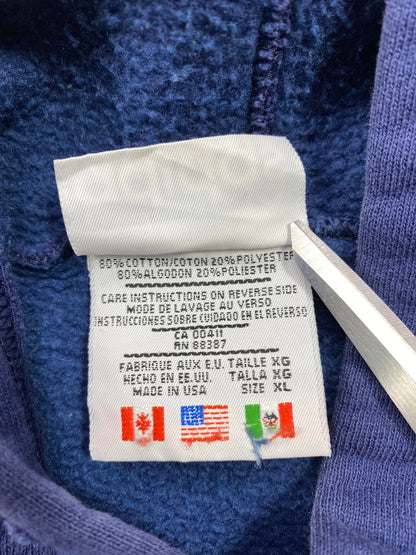 80% COTTON/COTON 20% POLYESTER
80% ALGODON 20% POLIESTER
CARE INSTRUCTIONS ON REVERSE SIDE
MODE DE LAVAGE AU VERSO
INSTRUCCIONES SOBRE CUIDADO EN EL REVERSO
CA 00411
RN 88387
FABRIQUE AUX E.U. TAILLE XG
HECHO EN EE.UU. TALLA XG
MADE IN USA SIZE XL